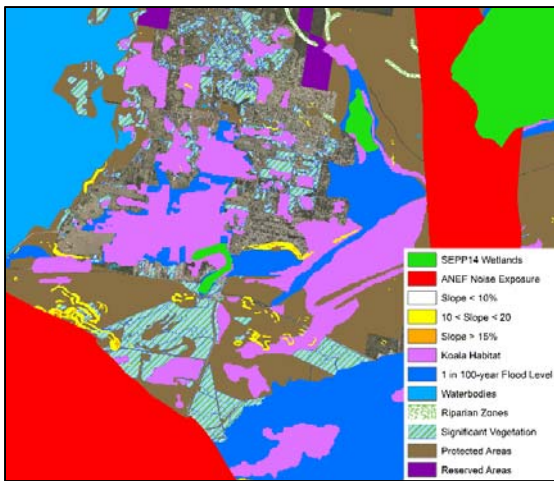 SEPP14 Wetlands
ANEF Noise Exposure
Slope < 10%
10 < Slope < 20
Slope > 15%
Koala Habitat
1 in 100-year Flood Level
Waterbodies
Riparian Zones
Significant Vegetation
Protected Areas
Reserved Areas